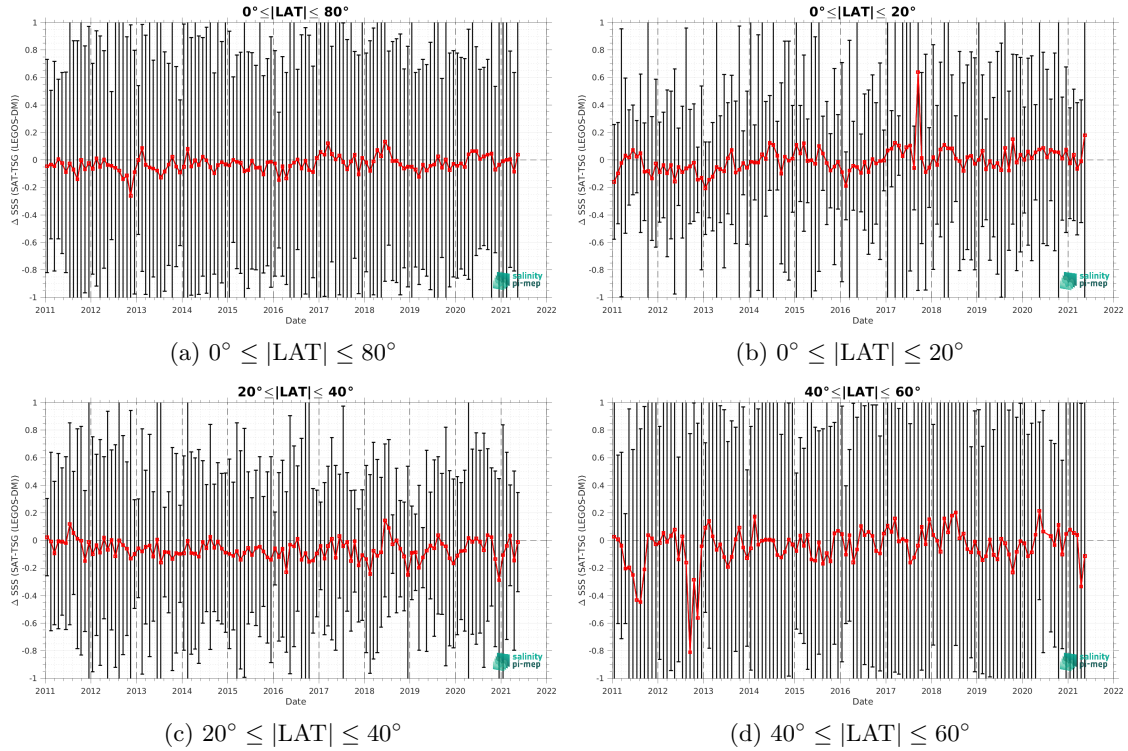 0°≤|LAT|≤ 80°
Δ SSS (SAT-TSG (LEGOS-DM))
1
0.8
0.6
0.4
0.2
0
-0.2
-0.4
-0.6
-0.8
-1
2011 2012 2013 2014 2015 2016 2017 2018 2019 2020 2021 2022
Date
salinity
pi-mep
(a) 0° ≤ |LAT| ≤ 80°
0°≤|LAT|≤ 20°
Δ SSS (SAT-TSG (LEGOS-DM))
1
0.8
0.6
0.4
0.2
0
-0.2
-0.4
-0.6
-0.8
-1
2011 2012 2013 2014 2015 2016 2017 2018 2019 2020 2021 2022
Date
salinity
pi-mep
(b) 0° ≤ |LAT| ≤ 20°
20°≤|LAT|≤ 40°
Δ SSS (SAT-TSG (LEGOS-DM))
1
0.8
0.6
0.4
0.2
0
-0.2
-0.4
-0.6
-0.8
-1
2011 2012 2013 2014 2015 2016 2017 2018 2019 2020 2021 2022
Date
salinity
pi-mep
(c) 20° ≤ |LAT| ≤ 40°
40°≤|LAT|≤ 60°
Δ SSS (SAT-TSG (LEGOS-DM))
1
0.8
0.6
0.4
0.2
0
-0.2
-0.4
-0.6
-0.8
-1
2011 2012 2013 2014 2015 2016 2017 2018 2019 2020 2021 2022
Date
salinity
pi-mep
(d) 40° ≤ |LAT| ≤ 60°